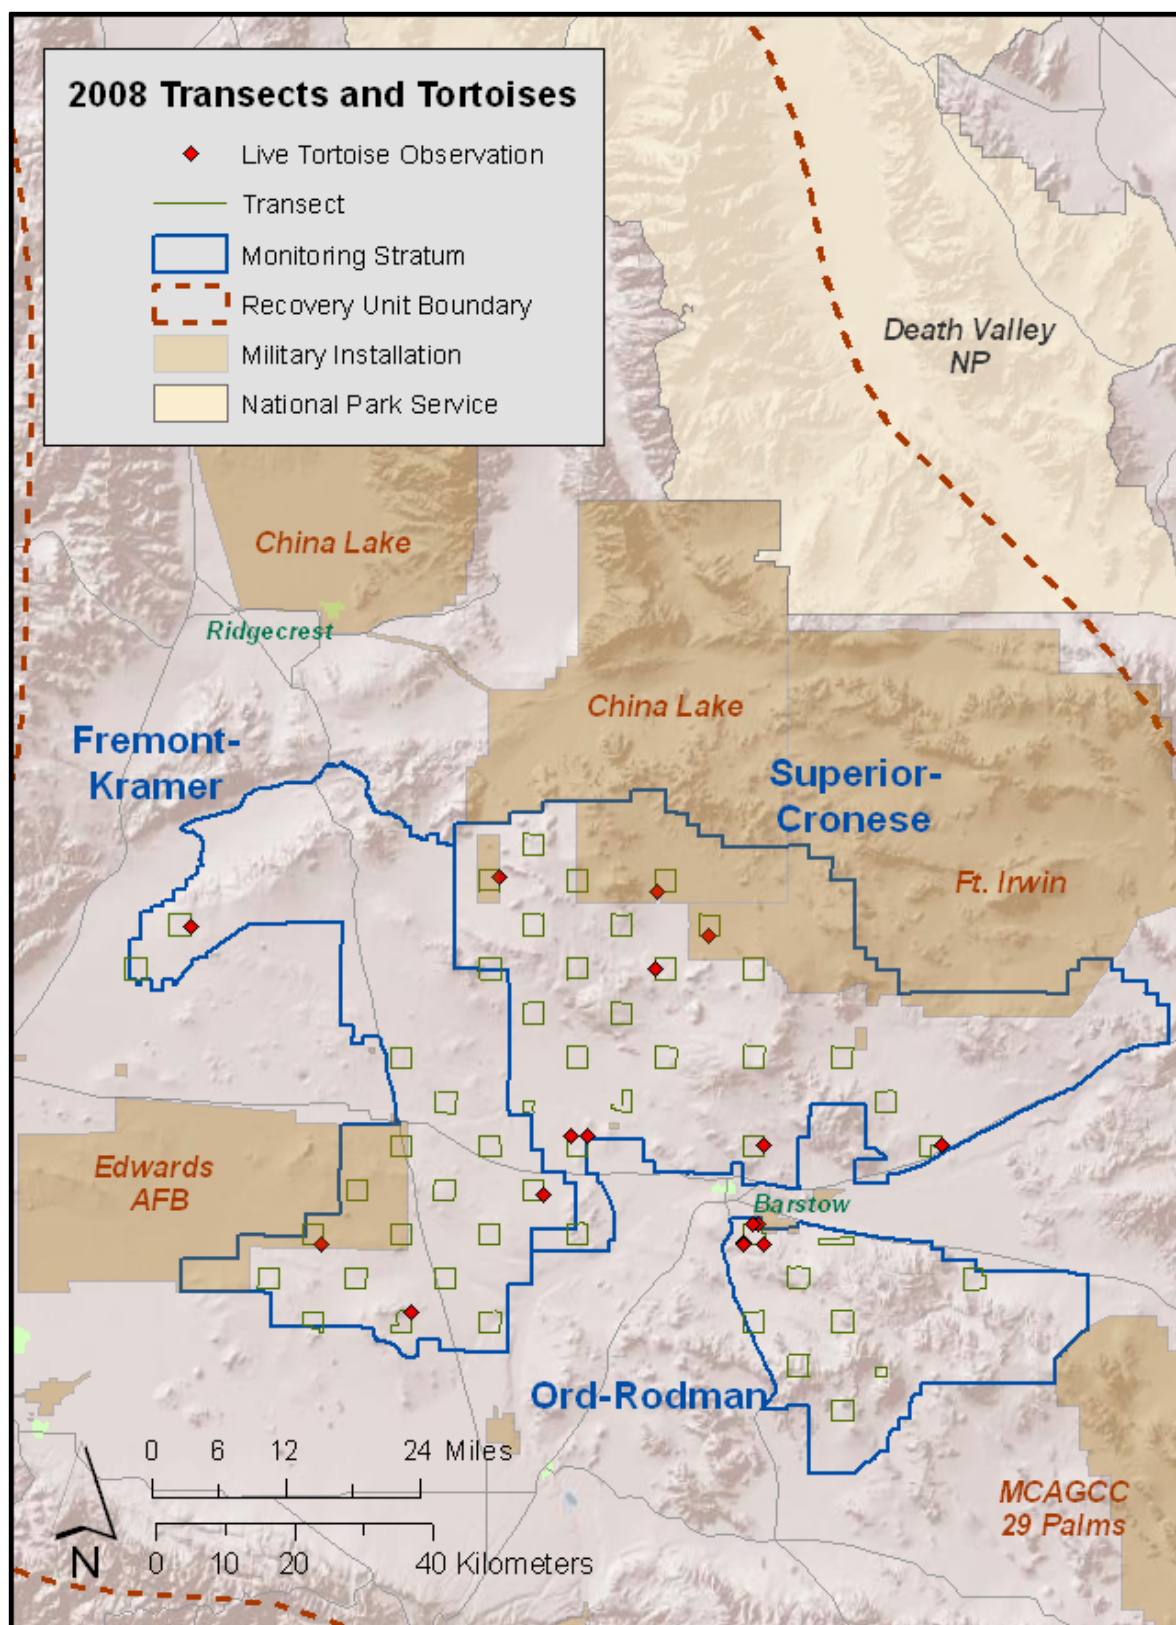 2008 Transects and Tortoises
Live Tortoise Observation
Transect
Monitoring Stratum
Recovery Unit Boundary
Military Installation
National Park Service
Death Valley
NP
China Lake
Ridgecrest
China Lake
Fremont-
Kramer
Superior-
Cronese
Ft. Irwin
Edwards
AFB
Barstow
Ord-Rodman
0 6 12 24 Miles
MCAGCC
29 Palms
N
0 10 20 40 Kilometers